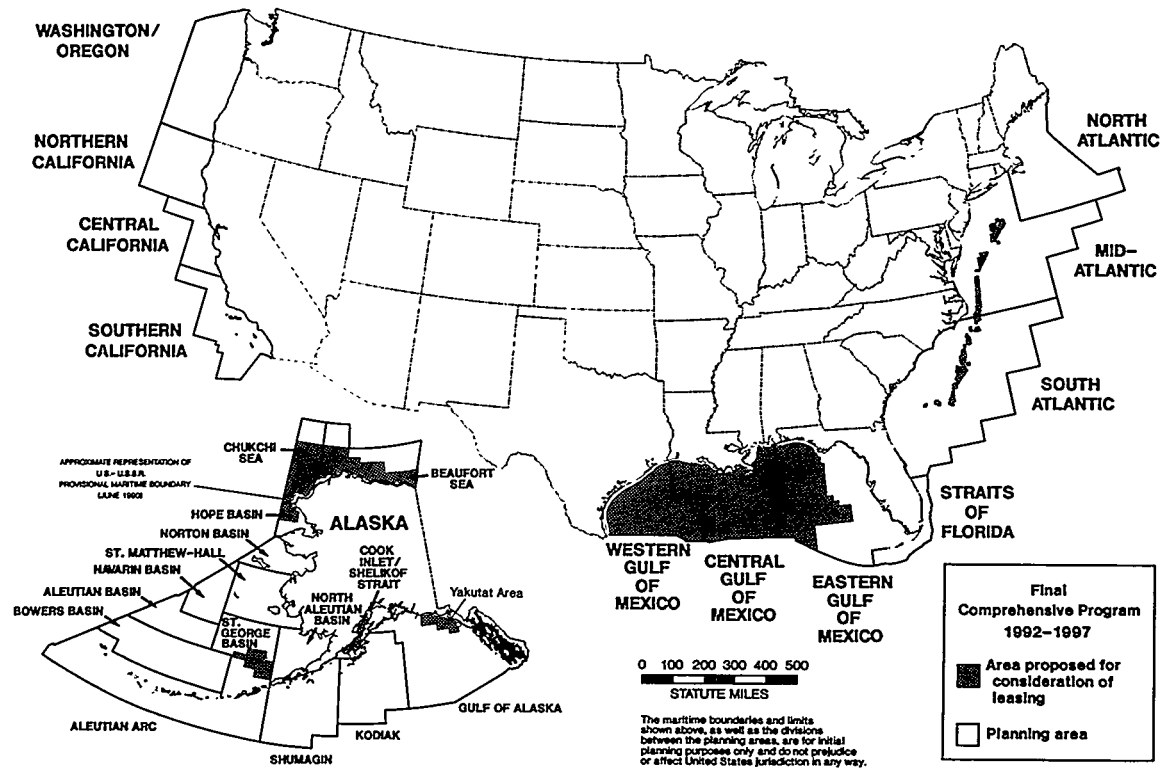 WASHINGTON/
OREGON
NORTHERN
CALIFORNIA
CENTRAL
CALIFORNIA
SOUTHERN
CALIFORNIA
NORTH
ATLANTIC
MID-
ATLANTIC
SOUTH
ATLANTIC
STRAITS
OF
FLORIDA
WESTERN
GULF
OF
MEXICO
CENTRAL
GULF
OF
MEXICO
EASTERN
GULF
OF
MEXICO
CHUKCHI
SEA
BEAUFORT
SEA
APPROXIMATE REPRESENTATION OF
U.S.-U.S.S.R.
PROVISIONAL MARITIME BOUNDARY
(JUNE 1990)
HOPE BASIN
ALASKA
NORTON BASIN
ST. MATTHEW-HALL
NAVARIN BASIN
ALEUTIAN BASIN
BOWERS BASIN
COOK
INLET/
SHELIKOF
STRAIT
NORTH
ALEUTIAN
BASIN
ST.
GEORGE
BASIN
Yakutat Area
GULF OF ALASKA
KODIAK
SHUMAGIN
ALEUTIAN ARC
0 100 200 300 400 500
STATUTE MILES
The maritime boundaries and limits
shown above, as well as the divisions
between the planning areas, are for initial
planning purposes only and do not prejudice
or affect United States jurisdiction in any way.
Final
Comprehensive Program
1992-1997
Area proposed for
consideration of
leasing
Planning area